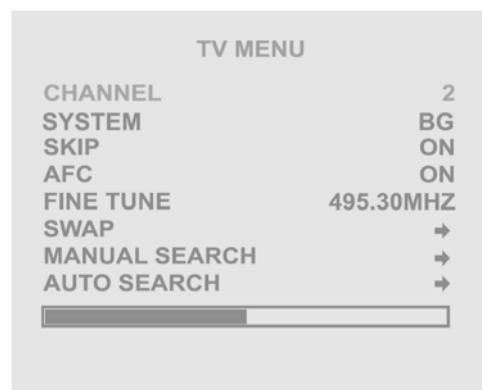 TV MENU
CHANNEL 2
SYSTEM BG
SKIP ON
AFC ON
FINE TUNE 495.30MHZ
SWAP
MANUAL SEARCH
AUTO SEARCH